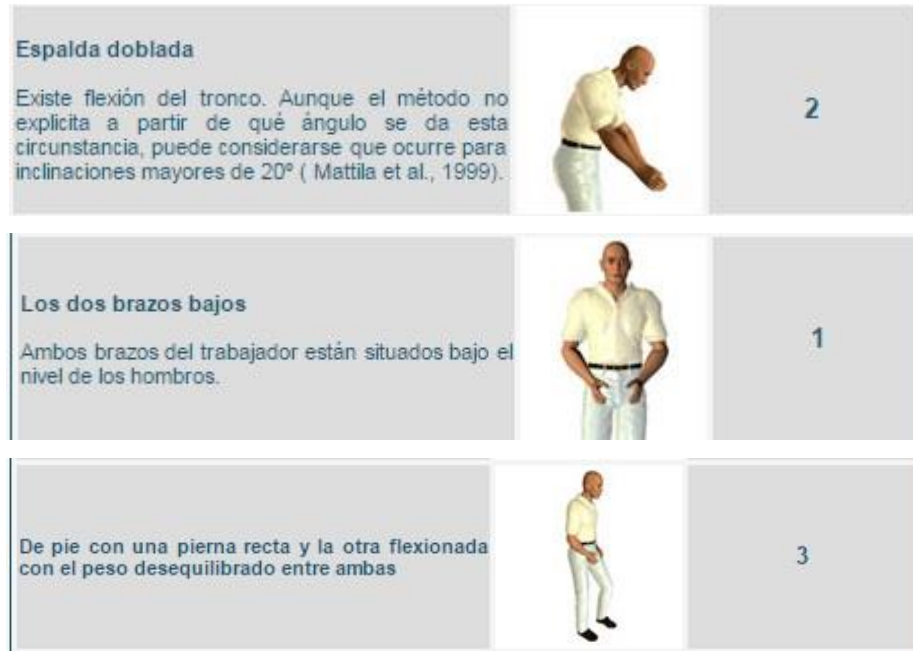 Espalda doblada
2
Existe flexión del tronco. Aunque el método no
explicita a partir de qué ángulo se da esta
circunstancia, puede considerarse que ocurre para
inclinaciones mayores de 20º ( Mattila et al., 1999).
Los dos brazos bajos
1
Ambos brazos del trabajador están situados bajo el
nivel de los hombros.
De pie con una pierna recta y la otra flexionada
con el peso desequilibrado entre ambas
3